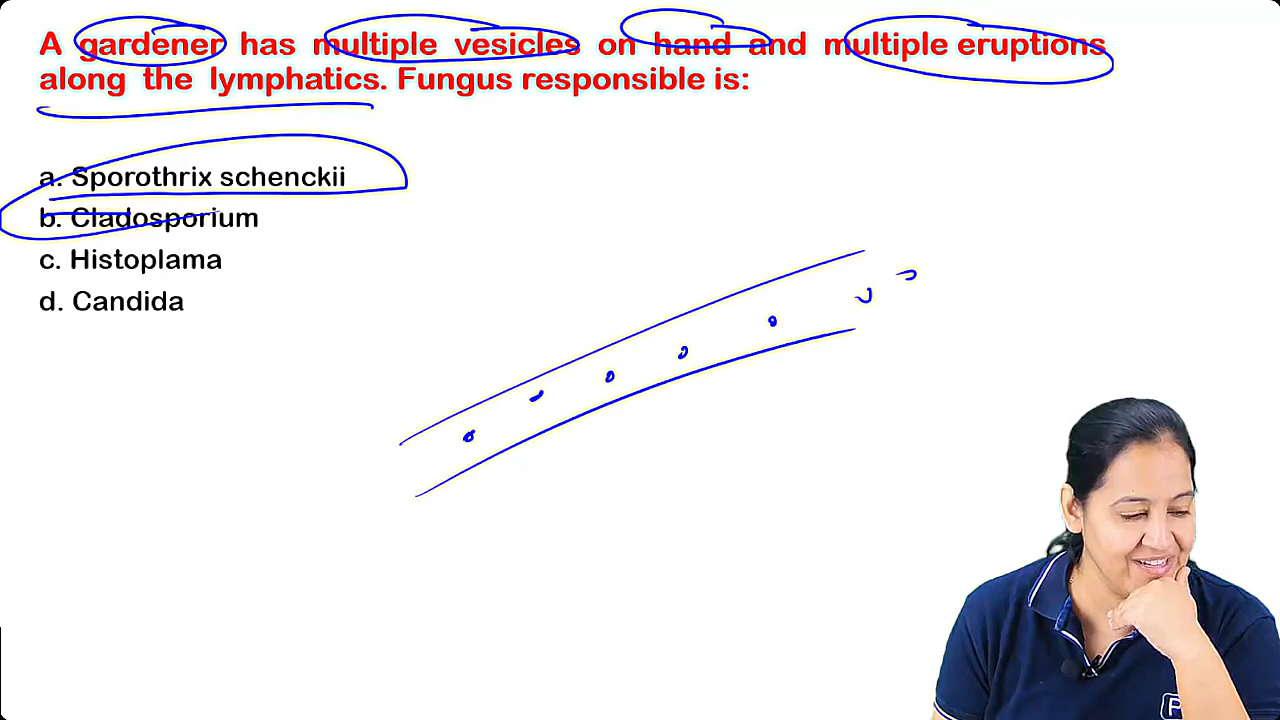 A gardener has multiple vesicles on hand and multiple eruptions
along the lymphatics. Fungus responsible is:
a. Sporothrix schenckii
b. Cladosporium
c. Histoplama
d. Candida